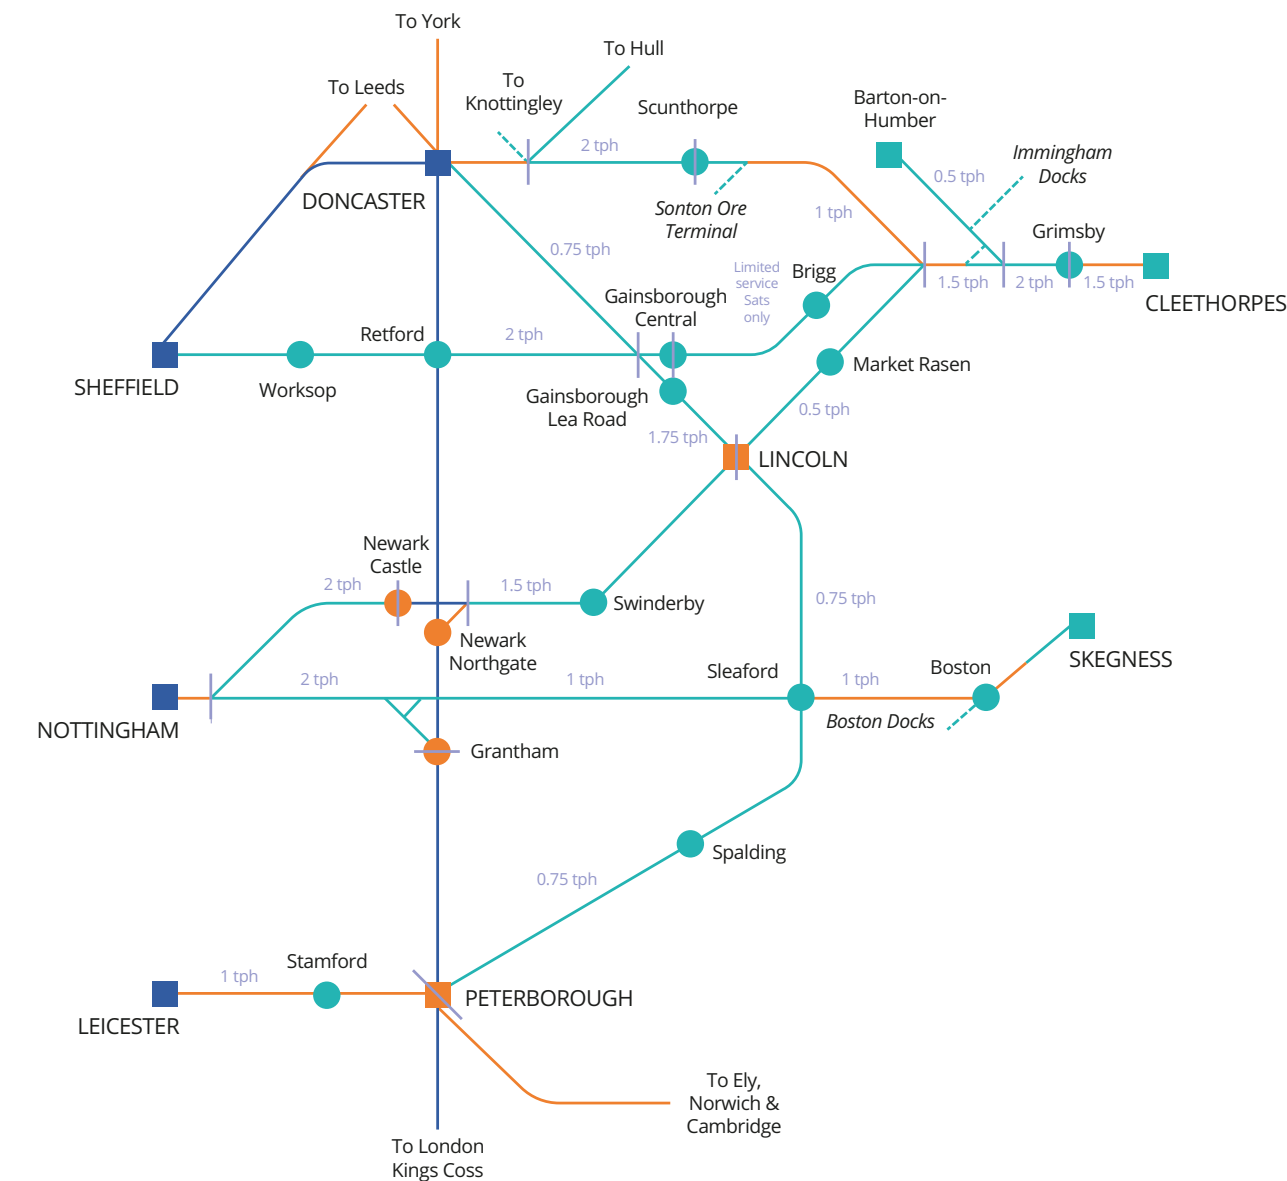 To York
To Hull
To Leeds
To
Knottingley
Scunthorpe
Barton-on-
Humber
2 tph
Immingham
Docks
0.5 tph
DONCASTER
Sonton Ore
Terminal
1 tph
Grimsby
0.75 tph
Limited
service
Sats
only
Brigg
1.5 tph
2 tph
1.5 tph
CLEETHORPES
Gainsborough
Central
Retford
2 tph
SHEFFIELD
Worksop
Market Rasen
Gainsborough
Lea Road
0.5 tph
1.75 tph
LINCOLN
Newark
Castle
2 tph
1.5 tph
Swinderby
0.75 tph
Newark
Northgate
SKEGNESS
Sleaford
Boston
2 tph
1 tph
1 tph
NOTTINGHAM
Boston Docks
Grantham
Spalding
0.75 tph
Stamford
1 tph
LEICESTER
PETERBOROUGH
To Ely,
Norwich &
Cambridge
To London
Kings Coss